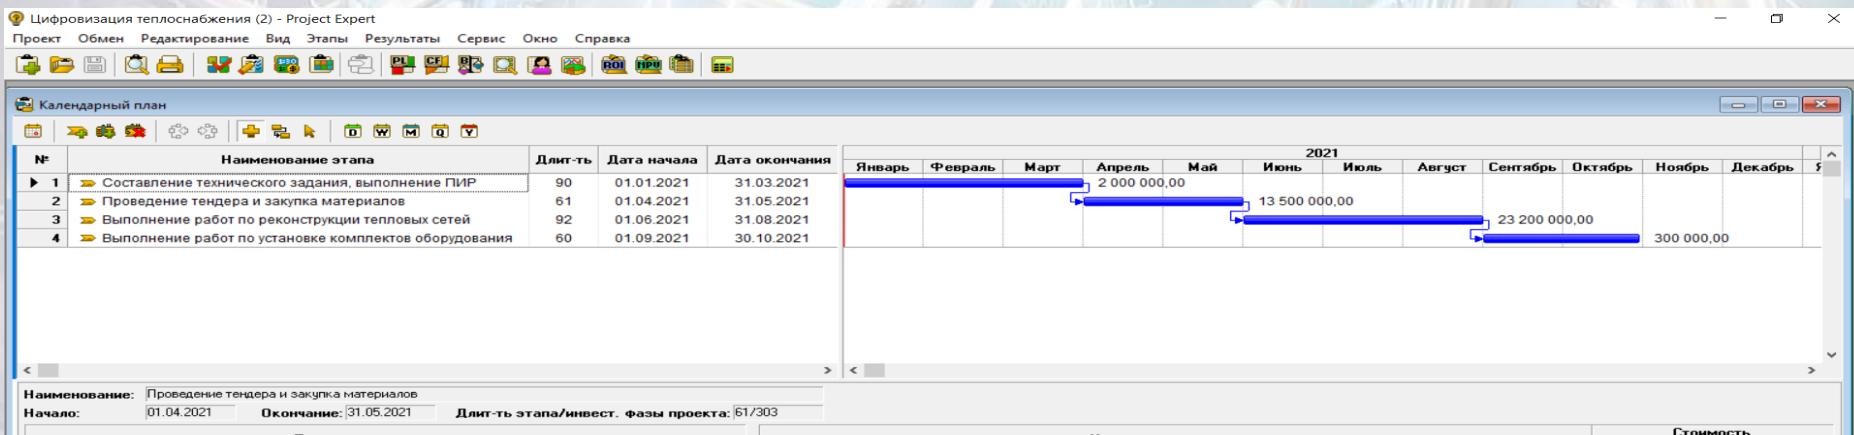 Цифровизация теплоснабжения (2) - Project Expert
Проект Обмен Редактирование Вид Этапы Результаты Сервис Окно Справка
PL CF B ROI NPV
Календарный план
D W M Q Y
№ Наименование этапа Длит-ть Дата начала Дата окончания 2021
Январь Февраль Март Апрель Май Июнь Июль Август Сентябрь Октябрь Ноябрь Декабрь
1 Составление технического задания, выполнение ПИР 90 01.01.2021 31.03.2021 2 000 000,00
2 Проведение тендера и закупка материалов 61 01.04.2021 31.05.2021 13 500 000,00
3 Выполнение работ по реконструкции тепловых сетей 92 01.06.2021 31.08.2021 23 200 000,00
4 Выполнение работ по установке комплектов оборудования 60 01.09.2021 30.10.2021 300 000,00
Наименование: Проведение тендера и закупка материалов
Начало: 01.04.2021 Окончание: 31.05.2021 Длит-ть этапа/инвест. фазы проекта: 61/303
Стоимость